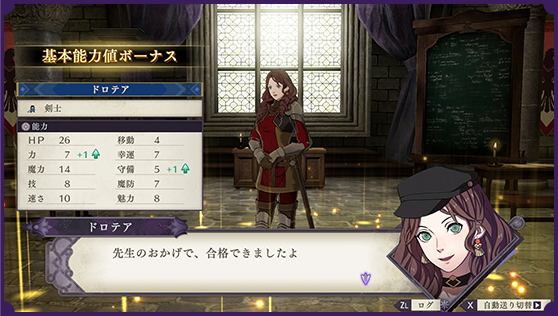 基本能力値ボーナス
ドロテア
剣士
能力
HP 26 移動 4
力 7 +1 幸運 7
魔力 14 守備 5 +1
技 8 魔防 7
速さ 10 魅力 8
ドロテア
先生のおかげで、合格できましたよ
ZL ログ X 自動送り切替